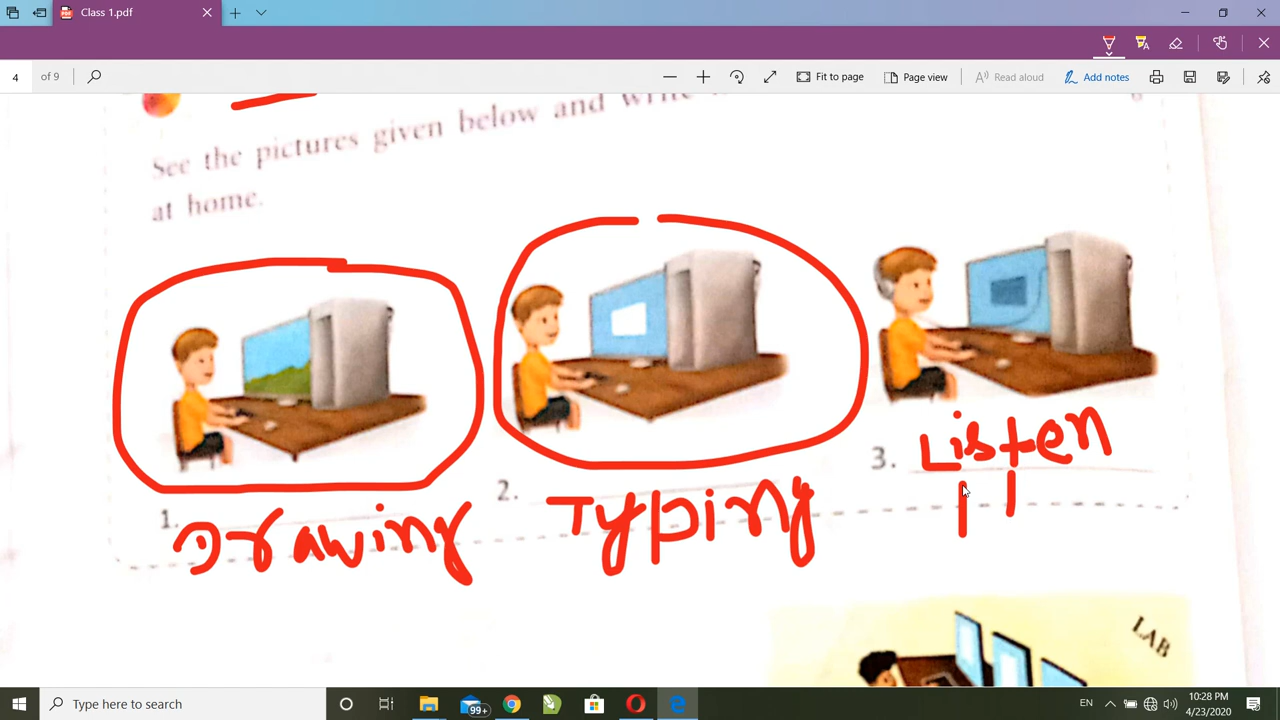 Class 1.pdf
4 of 9
Fit to page
Page view
Read aloud
Add notes
See the pictures given below and write
at home.
1. Drawing
2. Typing
3. Listen
LAB
Type here to search
99+
EN
10:28 PM
4/23/2020